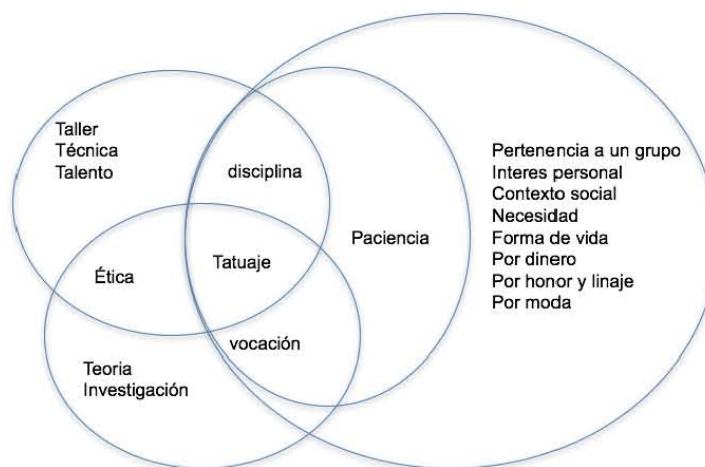 Taller
Técnica
Talento
disciplina
Pertenencia a un grupo
Interes personal
Contexto social
Necesidad
Forma de vida
Por dinero
Por honor y linaje
Por moda
Paciencia
Ética
Tatuaje
vocación
Teoria
Investigación